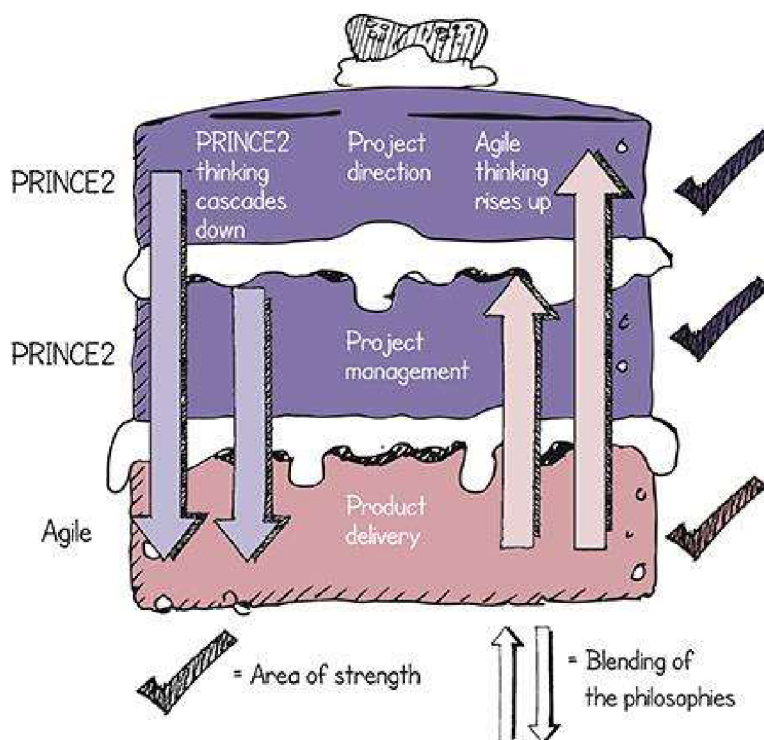 PRINCE2
PRINCE2
thinking
cascades
down
Project
direction
Agile
thinking
rises up
PRINCE2
Project
management
Agile
Product
delivery
= Area of strength
= Blending of
the philosophies